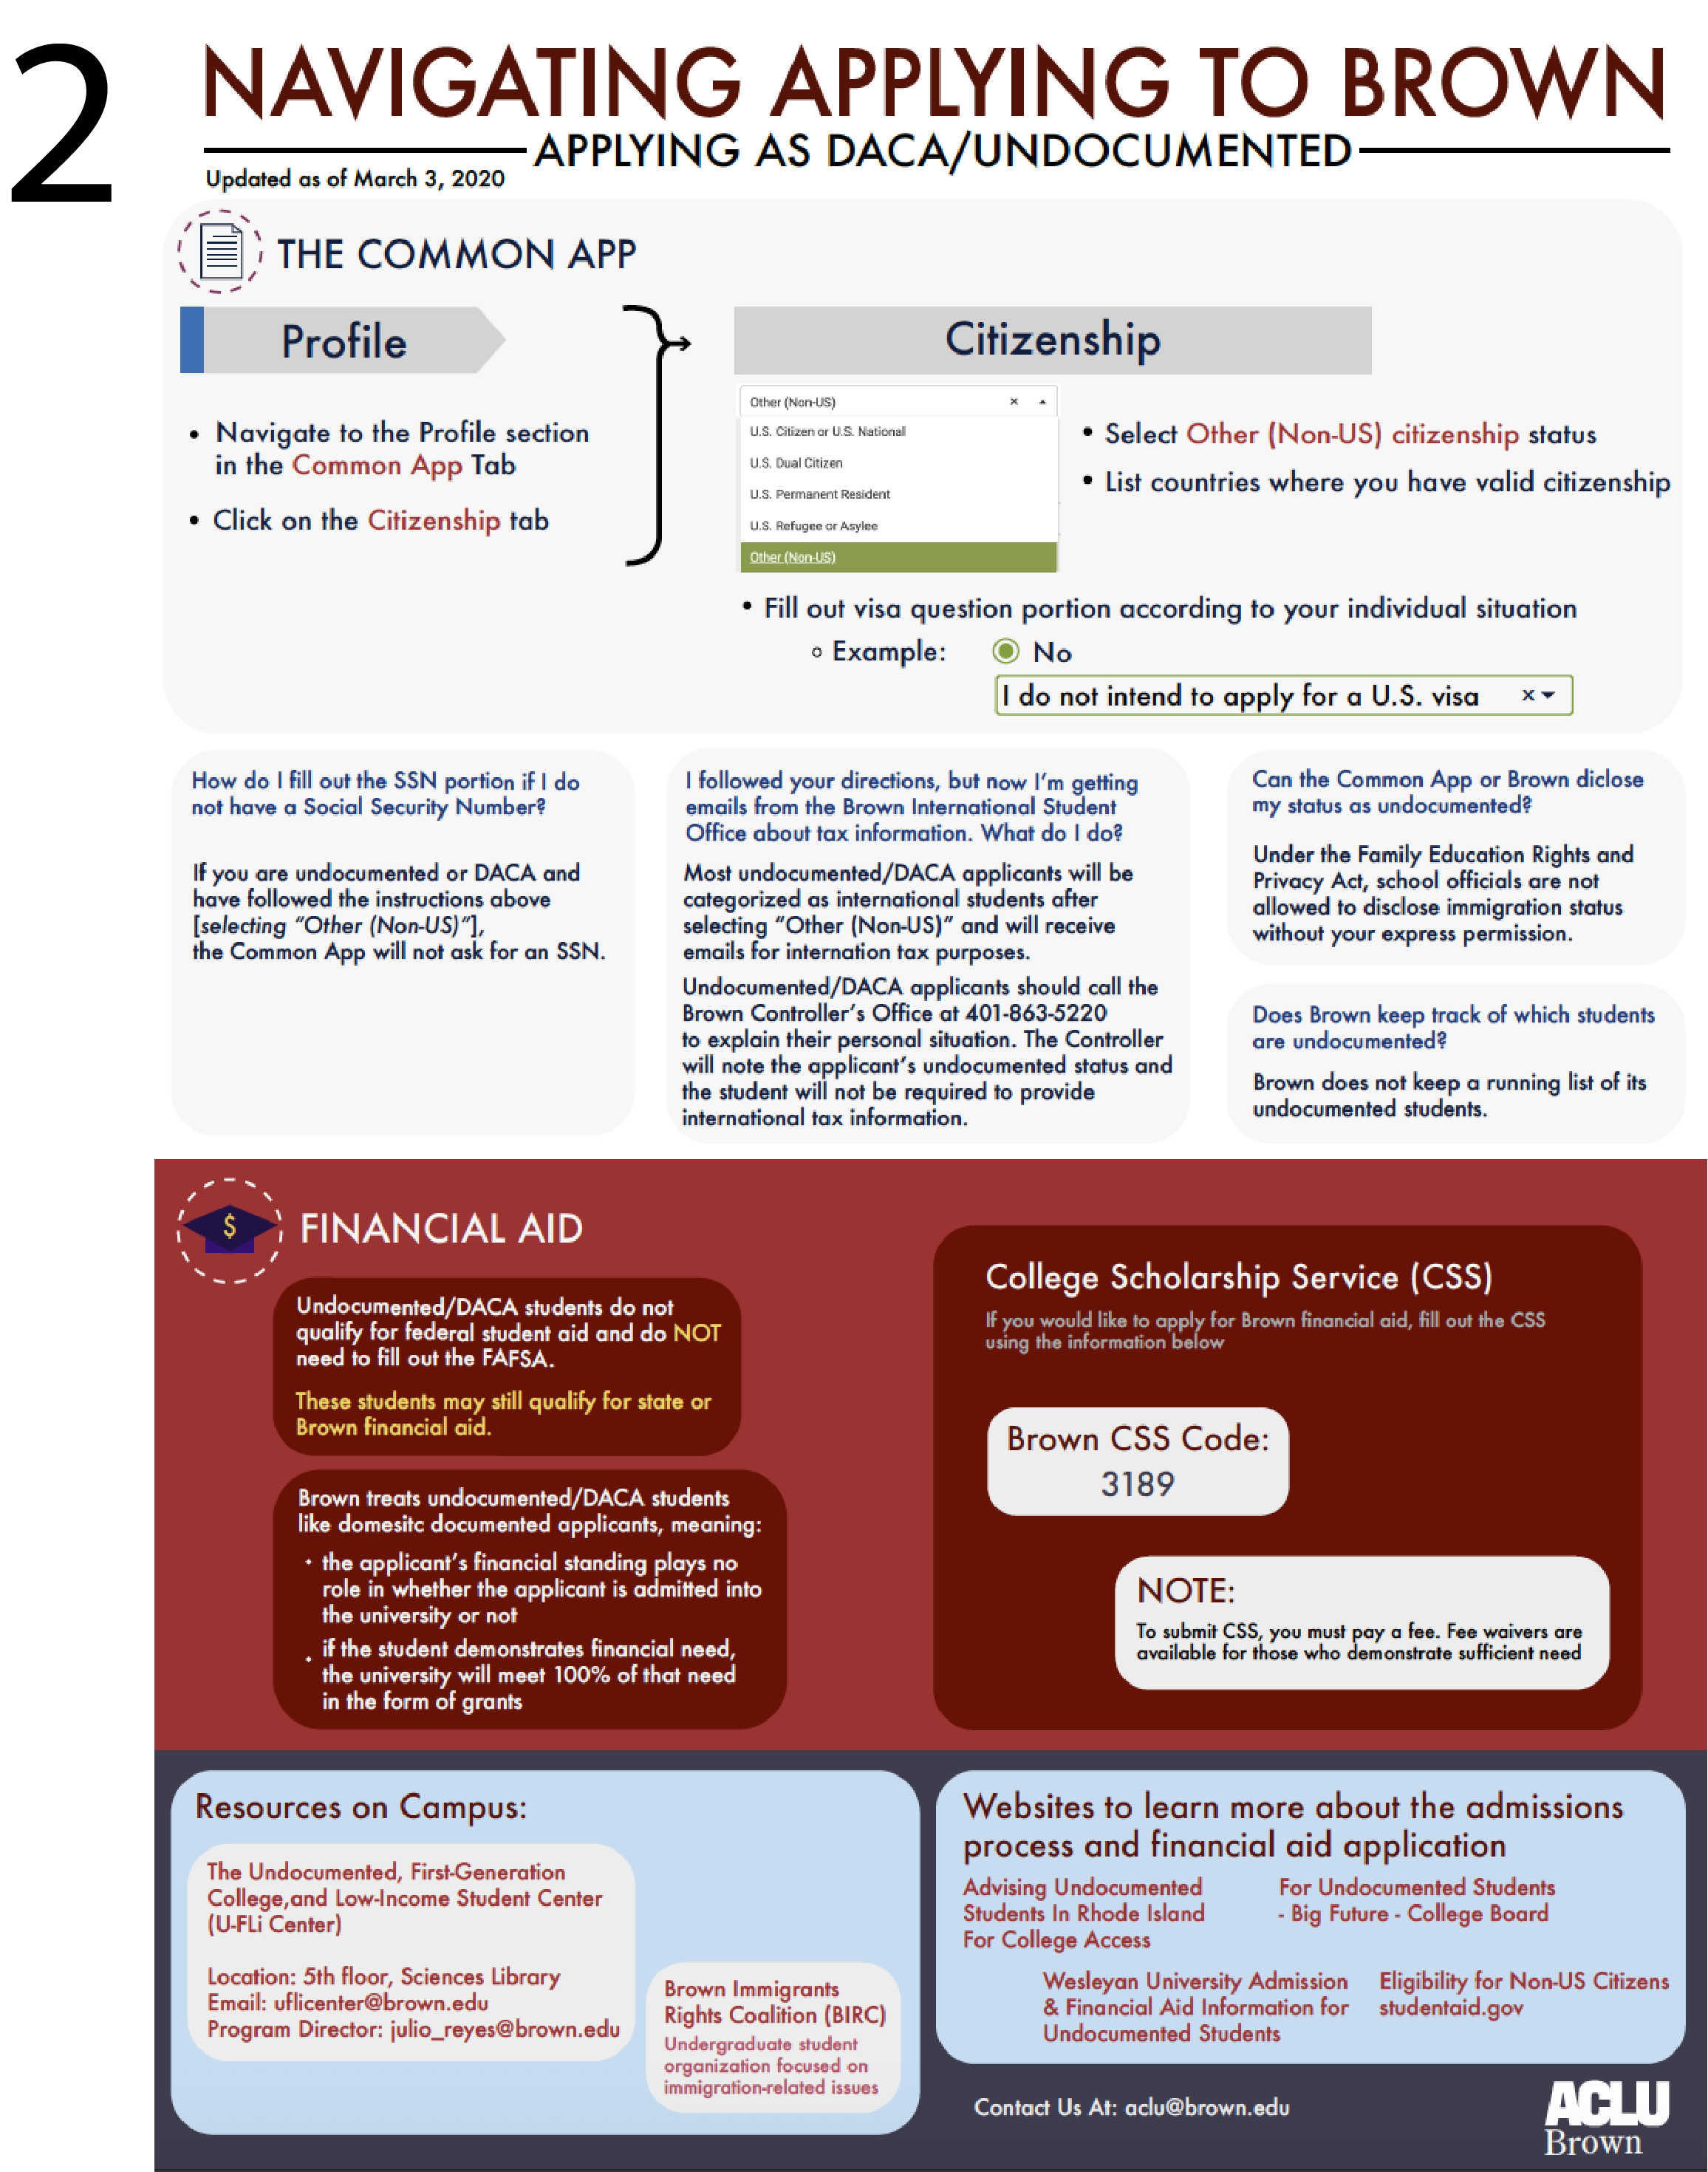 2
NAVIGATING APPLYING TO BROWN
APPLYING AS DACA/UNDOCUMENTED
Updated as of March 3, 2020
THE COMMON APP
Profile
• Navigate to the Profile section
in the Common App Tab
• Click on the Citizenship tab
Citizenship
Other (Non-US)
U.S. Citizen or U.S. National
U.S. Dual Citizen
U.S. Permanent Resident
U.S. Refugee or Asylee
Other (Non-US)
• Select Other (Non-US) citizenship status
• List countries where you have valid citizenship
• Fill out visa question portion according to your individual situation
Example: No
I do not intend to apply for a U.S. visa
How do I fill out the SSN portion if I do
not have a Social Security Number?
If you are undocumented or DACA and
have followed the instructions above
[selecting "Other (Non-US)"],
the Common App will not ask for an SSN.
I followed your directions, but now I'm getting
emails from the Brown International Student
Office about tax information. What do I do?
Most undocumented/DACA applicants will be
categorized as international students after
selecting "Other (Non-US)" and will receive
emails for internation tax purposes.
Undocumented/DACA applicants should call the
Brown Controller's Office at 401-863-5220
to explain their personal situation. The Controller
will note the applicant's undocumented status and
the student will not be required to provide
international tax information.
Can the Common App or Brown diclose
my status as undocumented?
Under the Family Education Rights and
Privacy Act, school officials are not
allowed to disclose immigration status
without your express permission.
Does Brown keep track of which students
are undocumented?
Brown does not keep a running list of its
undocumented students.
$
FINANCIAL AID
Undocumented/DACA students do not
qualify for federal student aid and do NOT
need to fill out the FAFSA.
These students may still qualify for state or
Brown financial aid.
Brown treats undocumented/DACA students
like domesitc documented applicants, meaning:
• the applicant's financial standing plays no
role in whether the applicant is admitted into
the university or not
• if the student demonstrates financial need,
the university will meet 100% of that need
in the form of grants
College Scholarship Service (CSS)
If you would like to apply for Brown financial aid, fill out the CSS
using the information below
Brown CSS Code:
3189
NOTE:
To submit CSS, you must pay a fee. Fee waivers are
available for those who demonstrate sufficient need
Resources on Campus:
The Undocumented, First-Generation
College,and Low-Income Student Center
(U-FLi Center)
Location: 5th floor, Sciences Library
Email: uflicenter@brown.edu
Program Director: julio_reyes@brown.edu
Brown Immigrants
Rights Coalition (BIRC)
Undergraduate student
organization focused on
immigration-related issues
Websites to learn more about the admissions
process and financial aid application
Advising Undocumented
Students In Rhode Island
For College Access
For Undocumented Students
- Big Future - College Board
Wesleyan University Admission
& Financial Aid Information for
Undocumented Students
Eligibility for Non-US Citizens
studentaid.gov
Contact Us At: aclu@brown.edu
ACLU
Brown